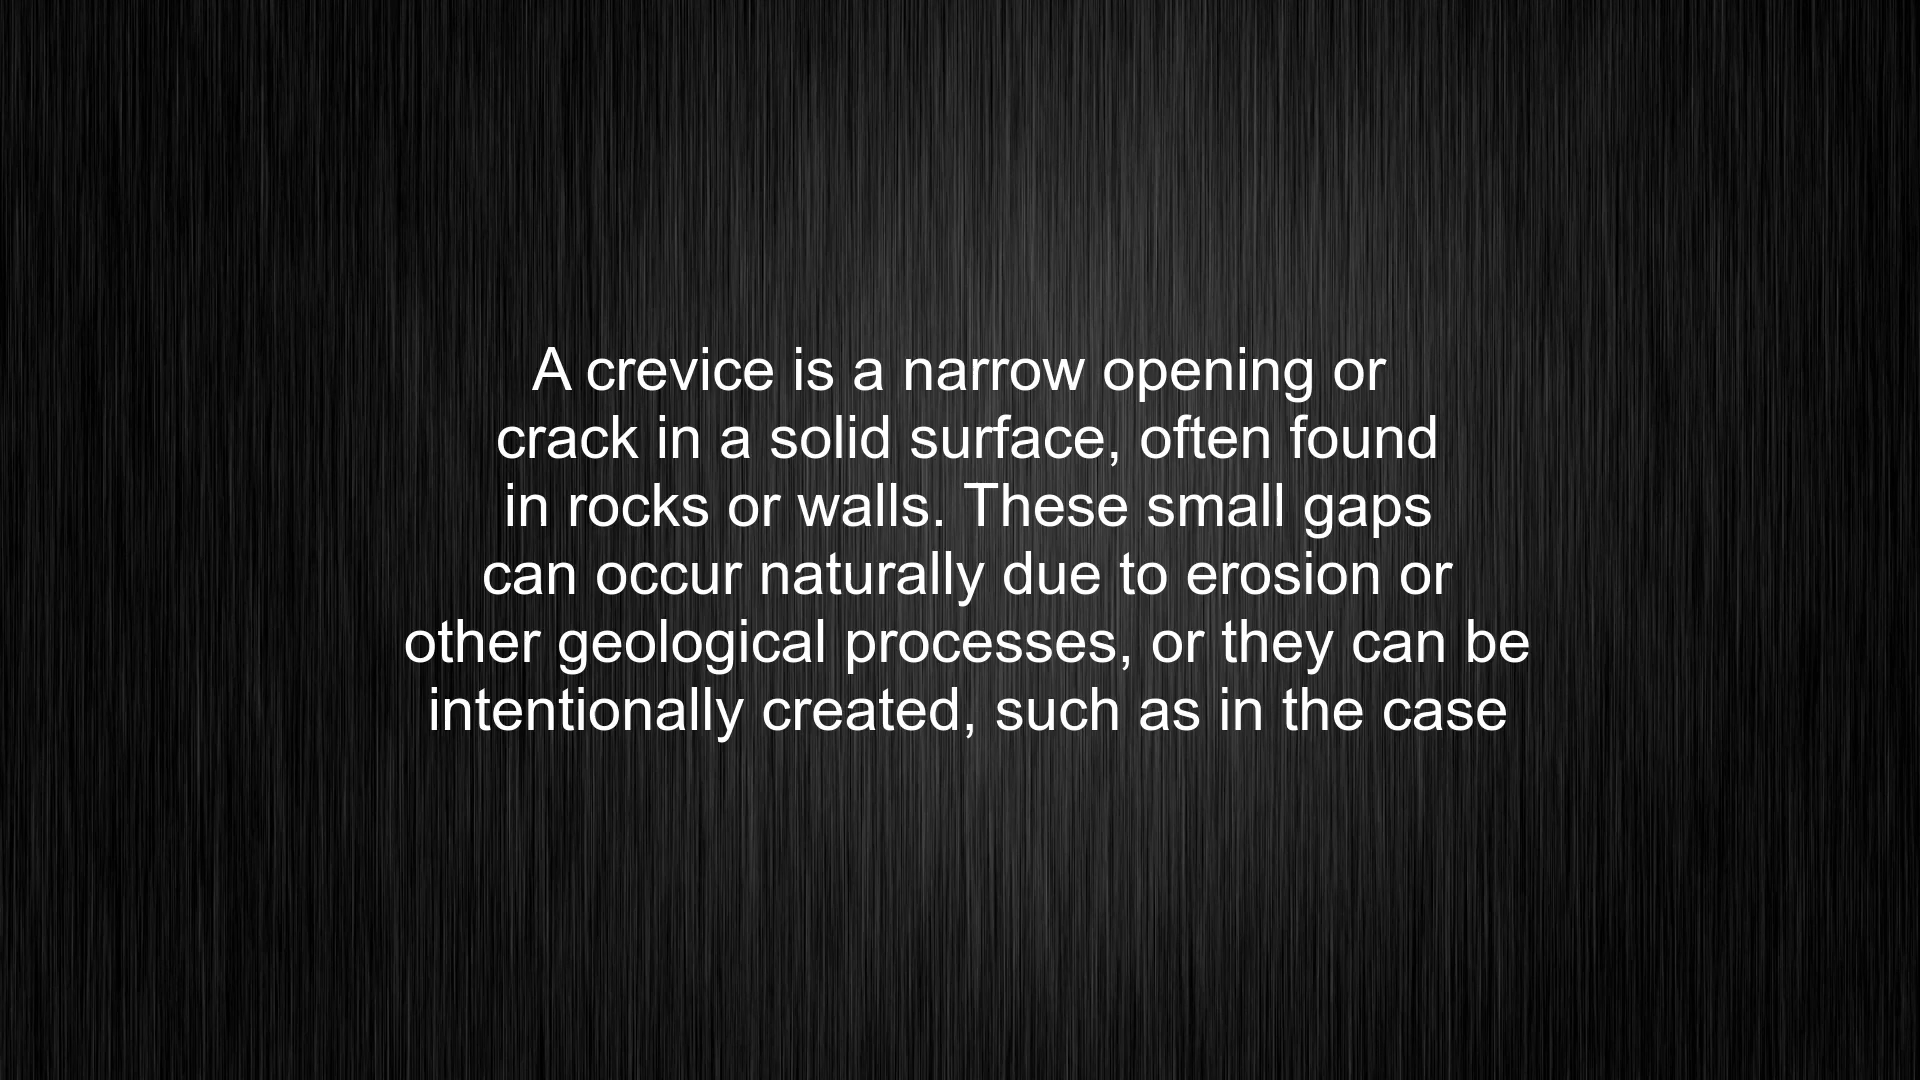 A crevice is a narrow opening or
crack in a solid surface, often found
in rocks or walls. These small gaps
can occur naturally due to erosion or
other geological processes, or they can be
intentionally created, such as in the case